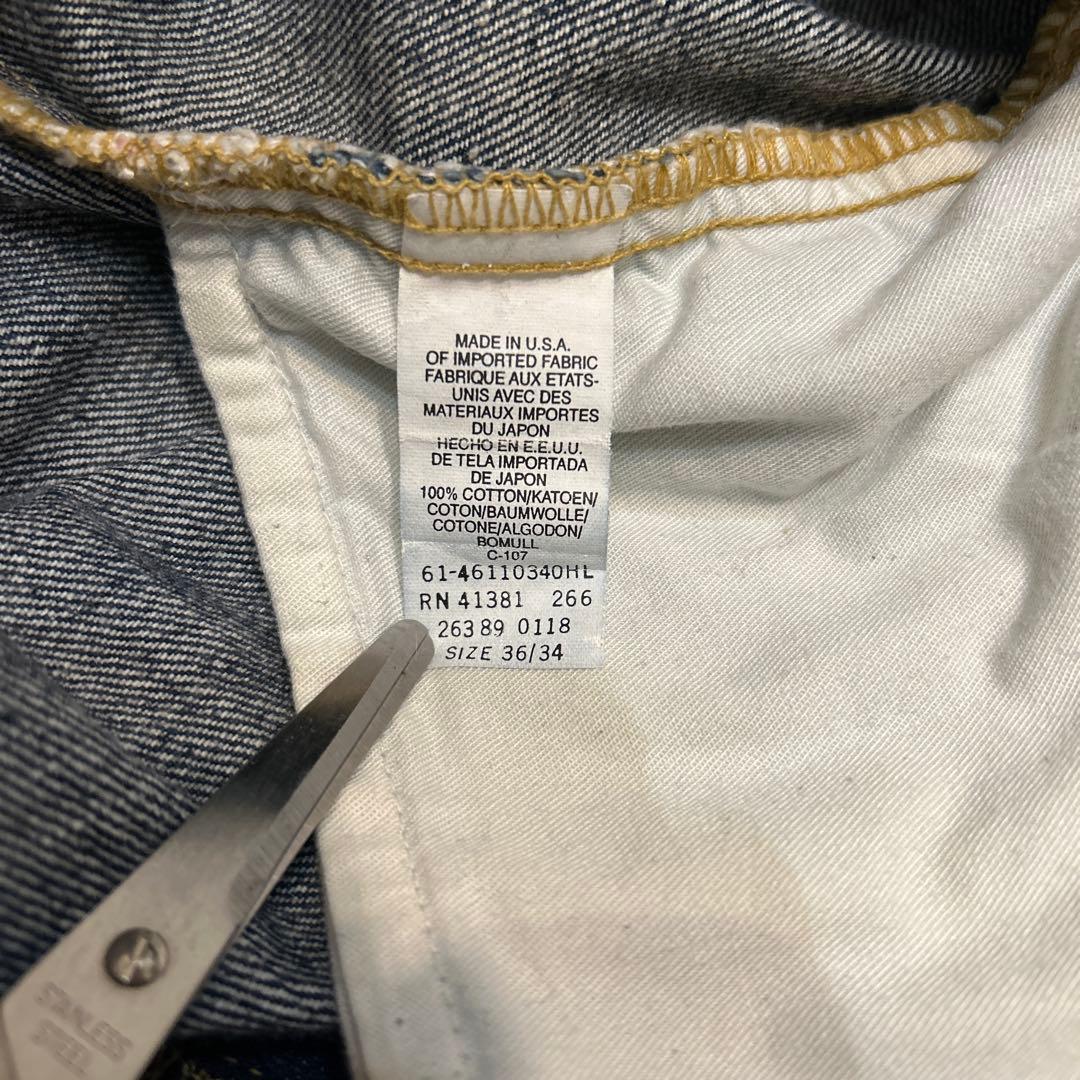 MADE IN U.S.A.
OF IMPORTED FABRIC
FABRIQUE AUX ETATS-
UNIS AVEC DES
MATERIAUX IMPORTES
DU JAPON
HECHO EN E.E.U.U.
DE TELA IMPORTADA
DE JAPON
100% COTTON/KATOEN/
COTON/BAUMWOLLE/
COTONE/ALGODON/
BOMULL
C-107
61-46110340HL
RN 41381 266
263 89 0118
SIZE 36/34
STAINLESS
STEEL